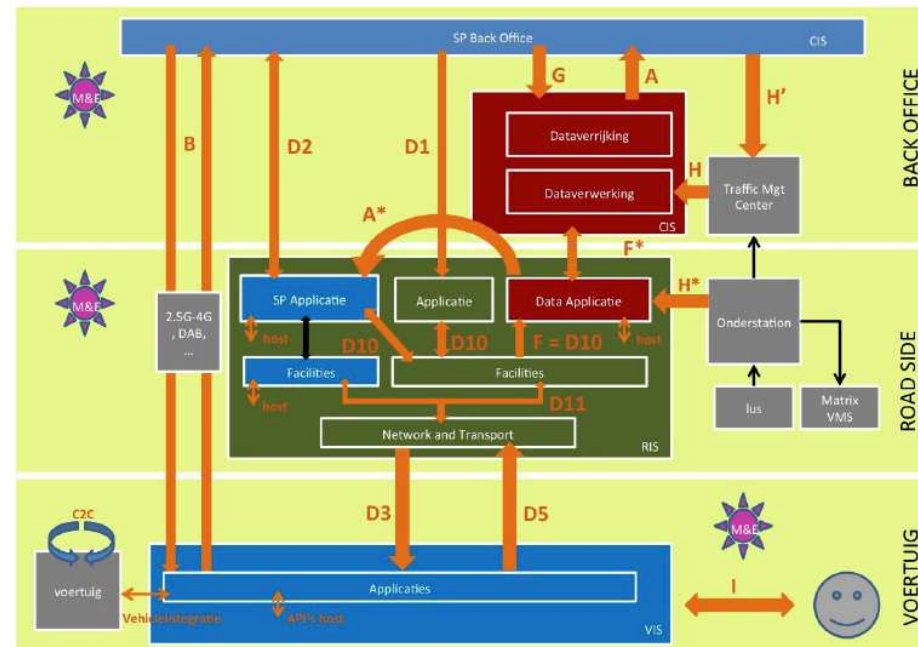 SP Back Office
CIS
M&E
B
D2
D1
G
A
H'
BACK OFFICE
Dataverrijking
Dataverwerking
CIS
H
Traffic Mgt
Center
A*
F*
M&E
2.5G-4G
, DAB,
...
SP Applicatie
Applicatie
Data Applicatie
H*
Onderstation
host
D10
D10
F = D10
host
Facilities
Facilities
host
D11
Network and Transport
RIS
lus
Matrix
VMS
ROAD SIDE
C2C
D3
D5
M&E
voertuig
Applicaties
I
Vehicleintegratie
API's host
VIS
VOERTUIG